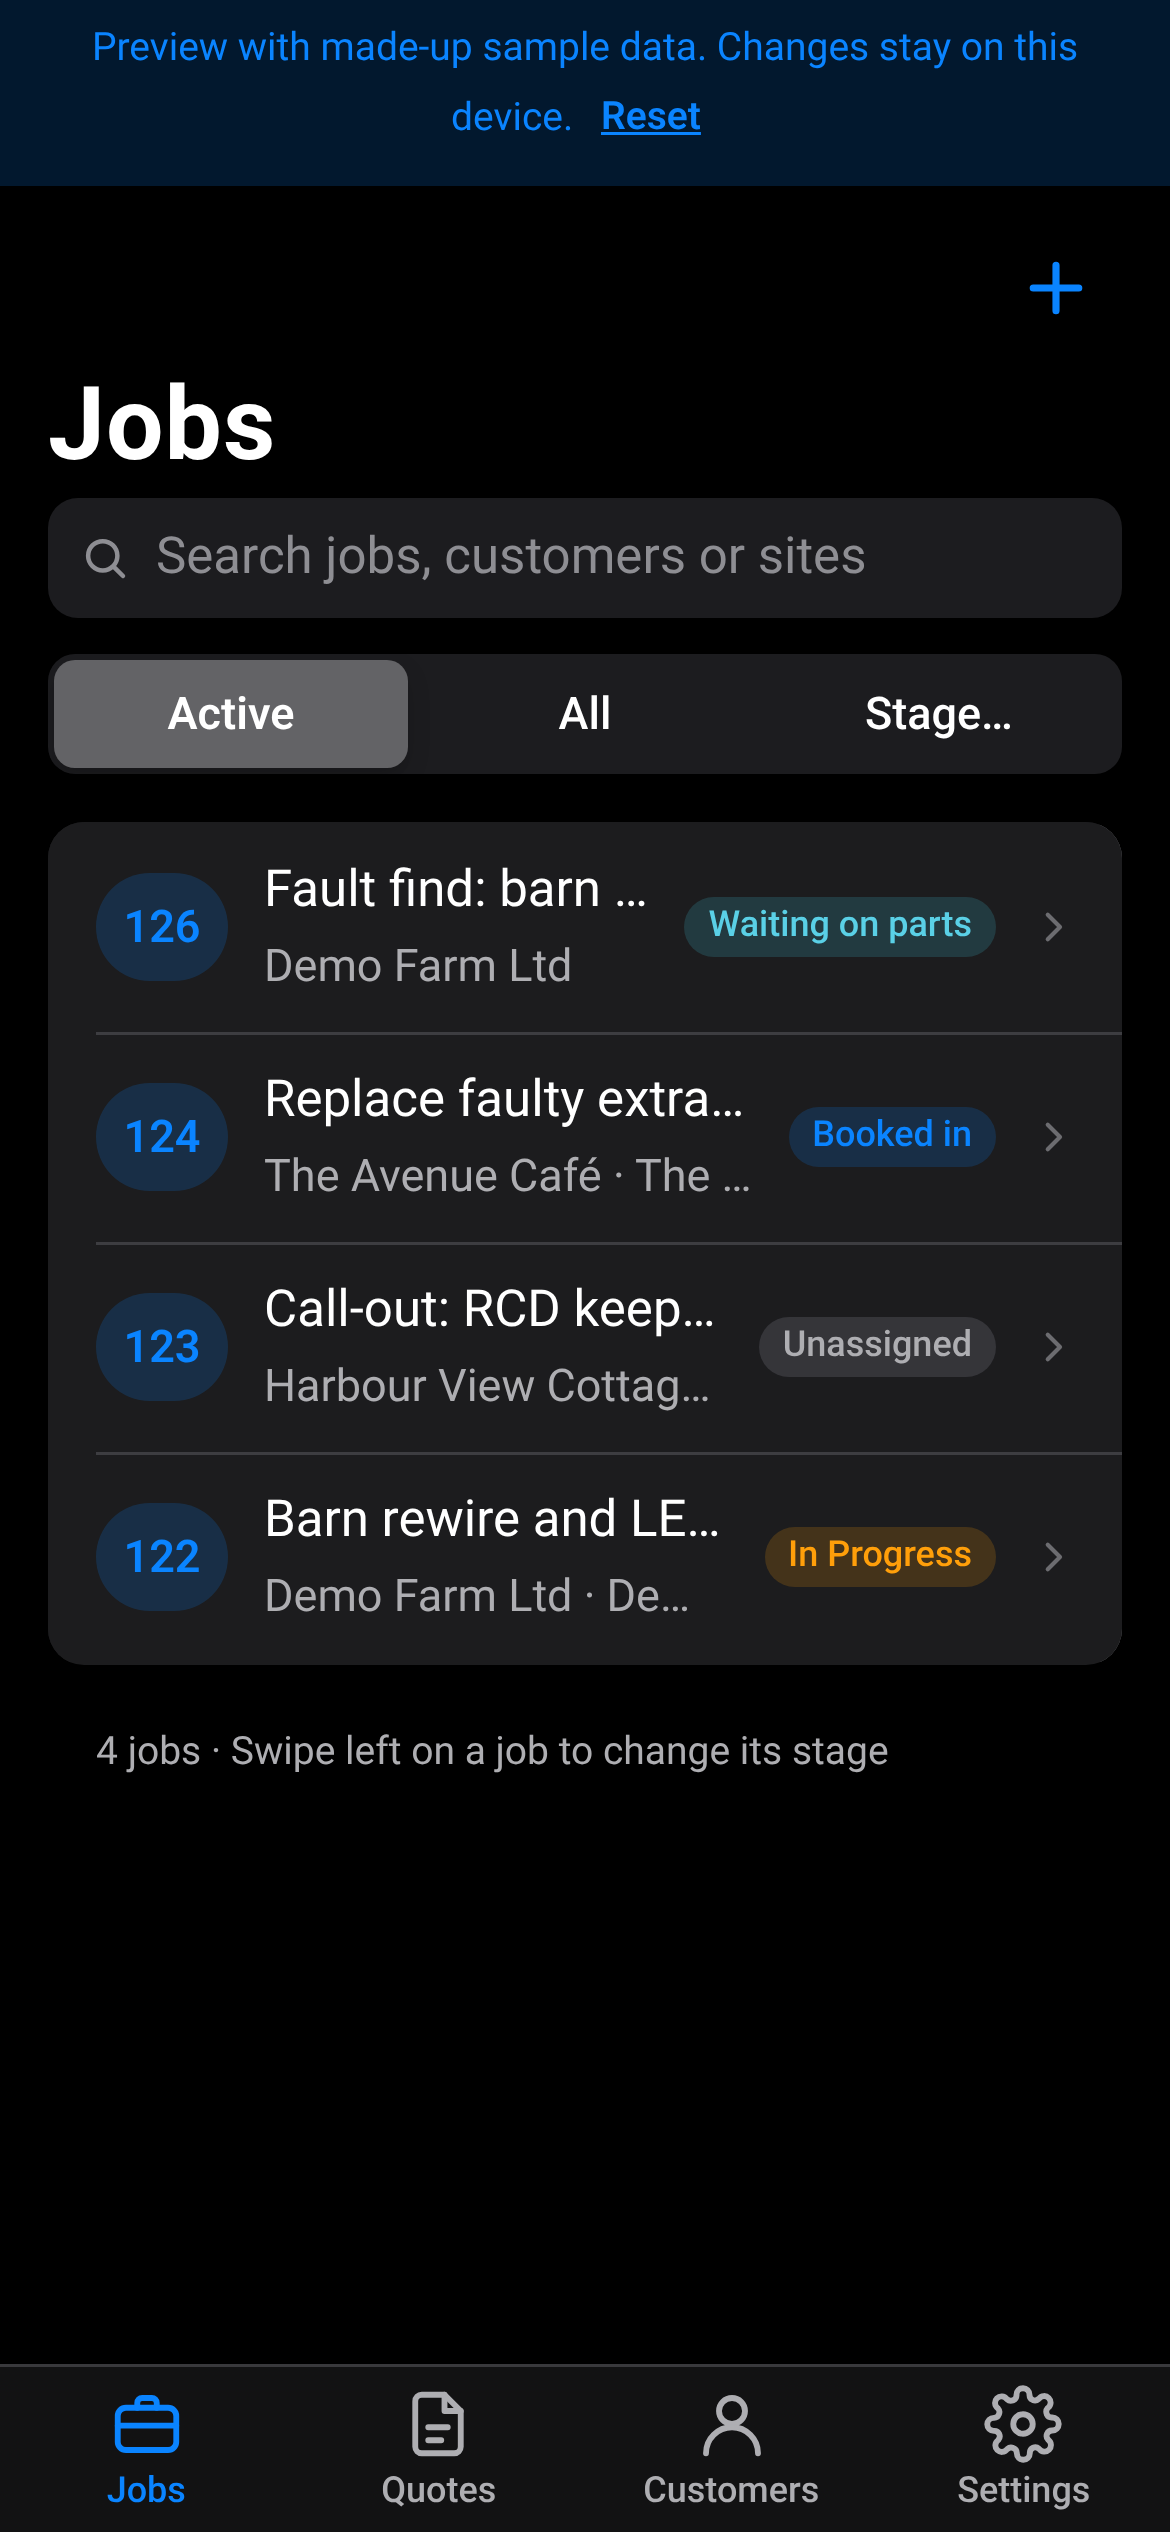 Preview with made-up sample data. Changes stay on this
device. Reset
Jobs
Search jobs, customers or sites
Active All Stage...
126 Fault find: barn ... Waiting on parts
Demo Farm Ltd
124 Replace faulty extra... Booked in
The Avenue Café · The ...
123 Call-out: RCD keep... Unassigned
Harbour View Cottag...
122 Barn rewire and LE... In Progress
Demo Farm Ltd · De...
4 jobs · Swipe left on a job to change its stage
Jobs Quotes Customers Settings